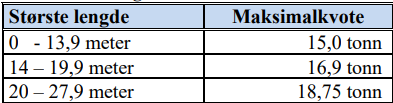 Største lengde Maksimalkvote
0 - 13,9 meter 15,0 tonn
14 – 19,9 meter 16,9 tonn
20 – 27,9 meter 18,75 tonn